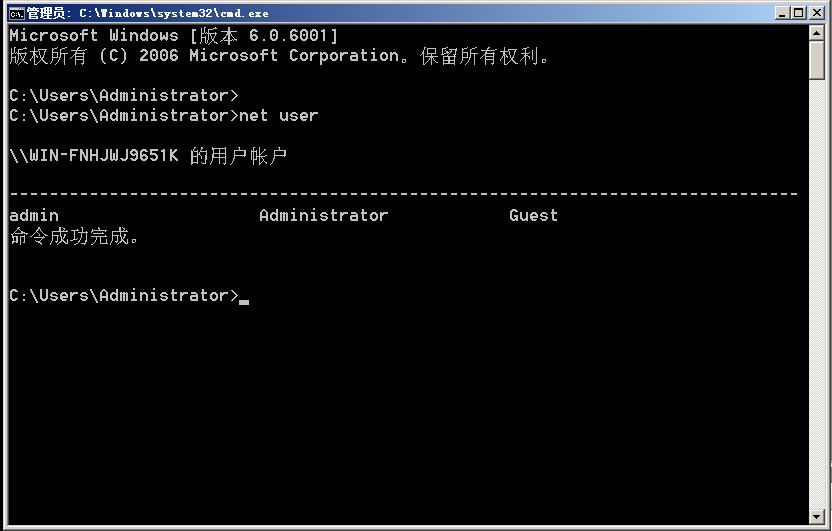 管理员: C:\Windows\system32\cmd.exe
Microsoft Windows [版本 6.0.6001]
版权所有 (C) 2006 Microsoft Corporation。保留所有权利。
C:\Users\Administrator>
C:\Users\Administrator>net user
\\WIN-FNHJWJ9651K 的用户帐户
-------------------------------------------------------------------------------
admin                    Administrator            Guest
命令成功完成。
C:\Users\Administrator>_